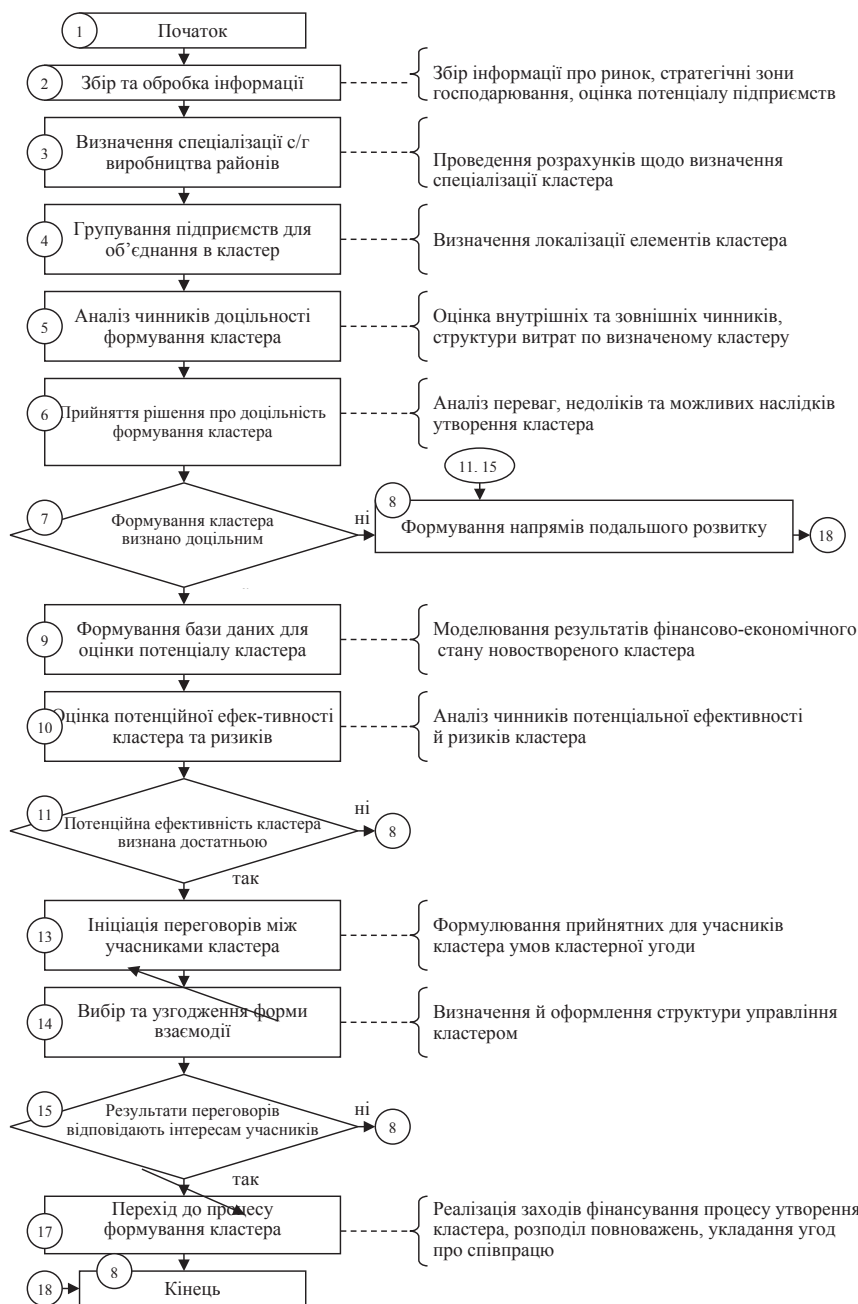 1
Початок
2
Збір та обробка інформації
Збір інформації про ринок, стратегічні зони
господарювання, оцінка потенціалу підприємств
3
Визначення спеціалізації с/г
виробництва районів
Проведення розрахунків щодо визначення
спеціалізації кластера
4
Групування підприємств для
об’єднання в кластер
Визначення локалізації елементів кластера
5
Аналіз чинників доцільності
формування кластера
Оцінка внутрішніх та зовнішніх чинників,
структури витрат по визначеному кластеру
6
Прийняття рішення про доцільність
формування кластера
Аналіз переваг, недоліків та можливих наслідків
утворення кластера
11. 15
7
Формування кластера
визнано доцільним
ні
8
Формування напрямів подальшого розвитку
18
9
Формування бази даних для
оцінки потенціалу кластера
Моделювання результатів фінансово-економічного
стану новоствореного кластера
10
Оцінка потенційної ефек-тивності
кластера та ризиків
Аналіз чинників потенціальної ефективності
й ризиків кластера
11
Потенційна ефективність кластера
визнана достатньою
ні
8
так
13
Ініціація переговорів між
учасниками кластера
Формулювання прийнятних для учасників
кластера умов кластерної угоди
14
Вибір та узгодження форми
взаємодії
Визначення й оформлення структури управління
кластером
15
Результати переговорів
відповідають інтересам учасників
ні
8
так
17
Перехід до процесу
формування кластера
Реалізація заходів фінансування процесу утворення
кластера, розподіл повноважень, укладання угод
про співпрацю
18
8
Кінець